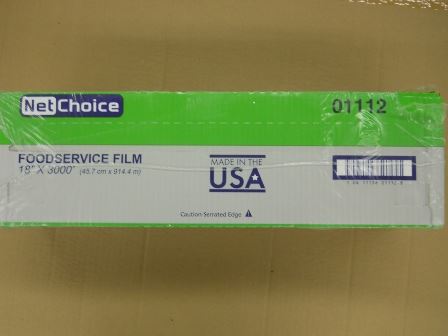 NetChoice
01112
FOODSERVICE FILM
18" X 3000' (45.7 cm x 914.4 m)
MADE IN THE
USA
Caution-Serrated Edge